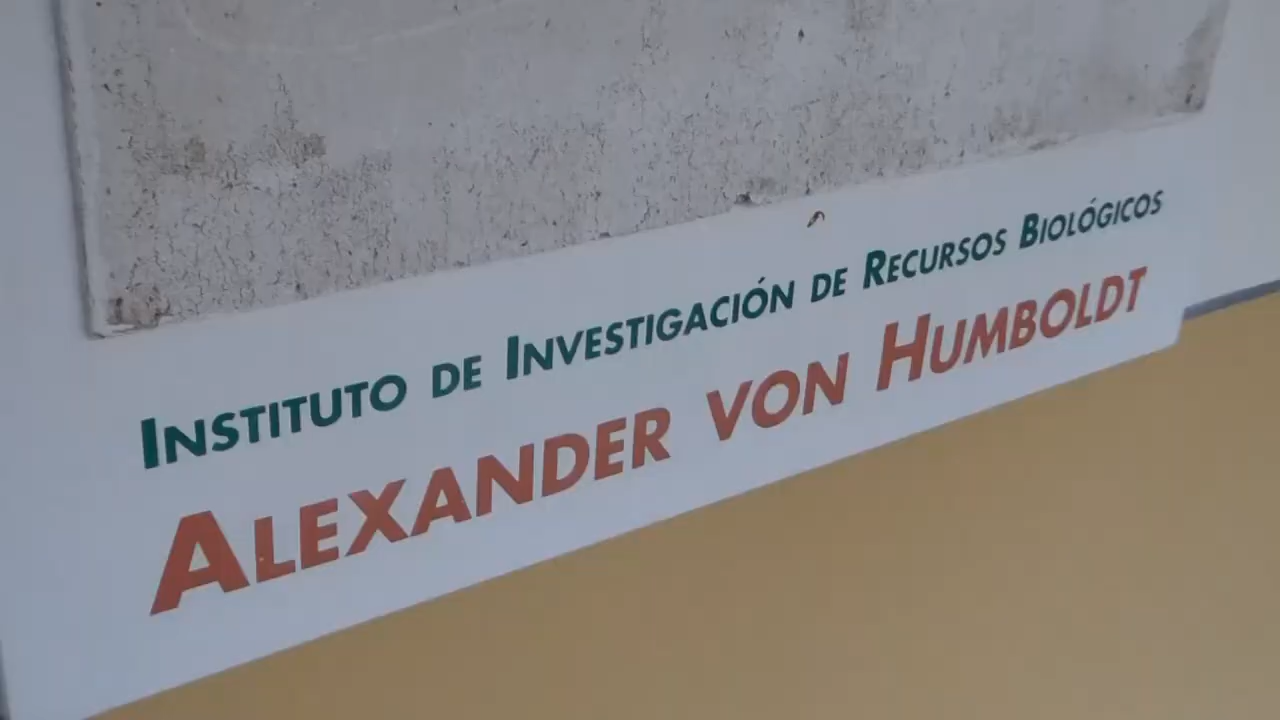 INSTITUTO DE INVESTIGACIÓN DE RECURSOS BIOLÓGICOS
ALEXANDER VON HUMBOLDT